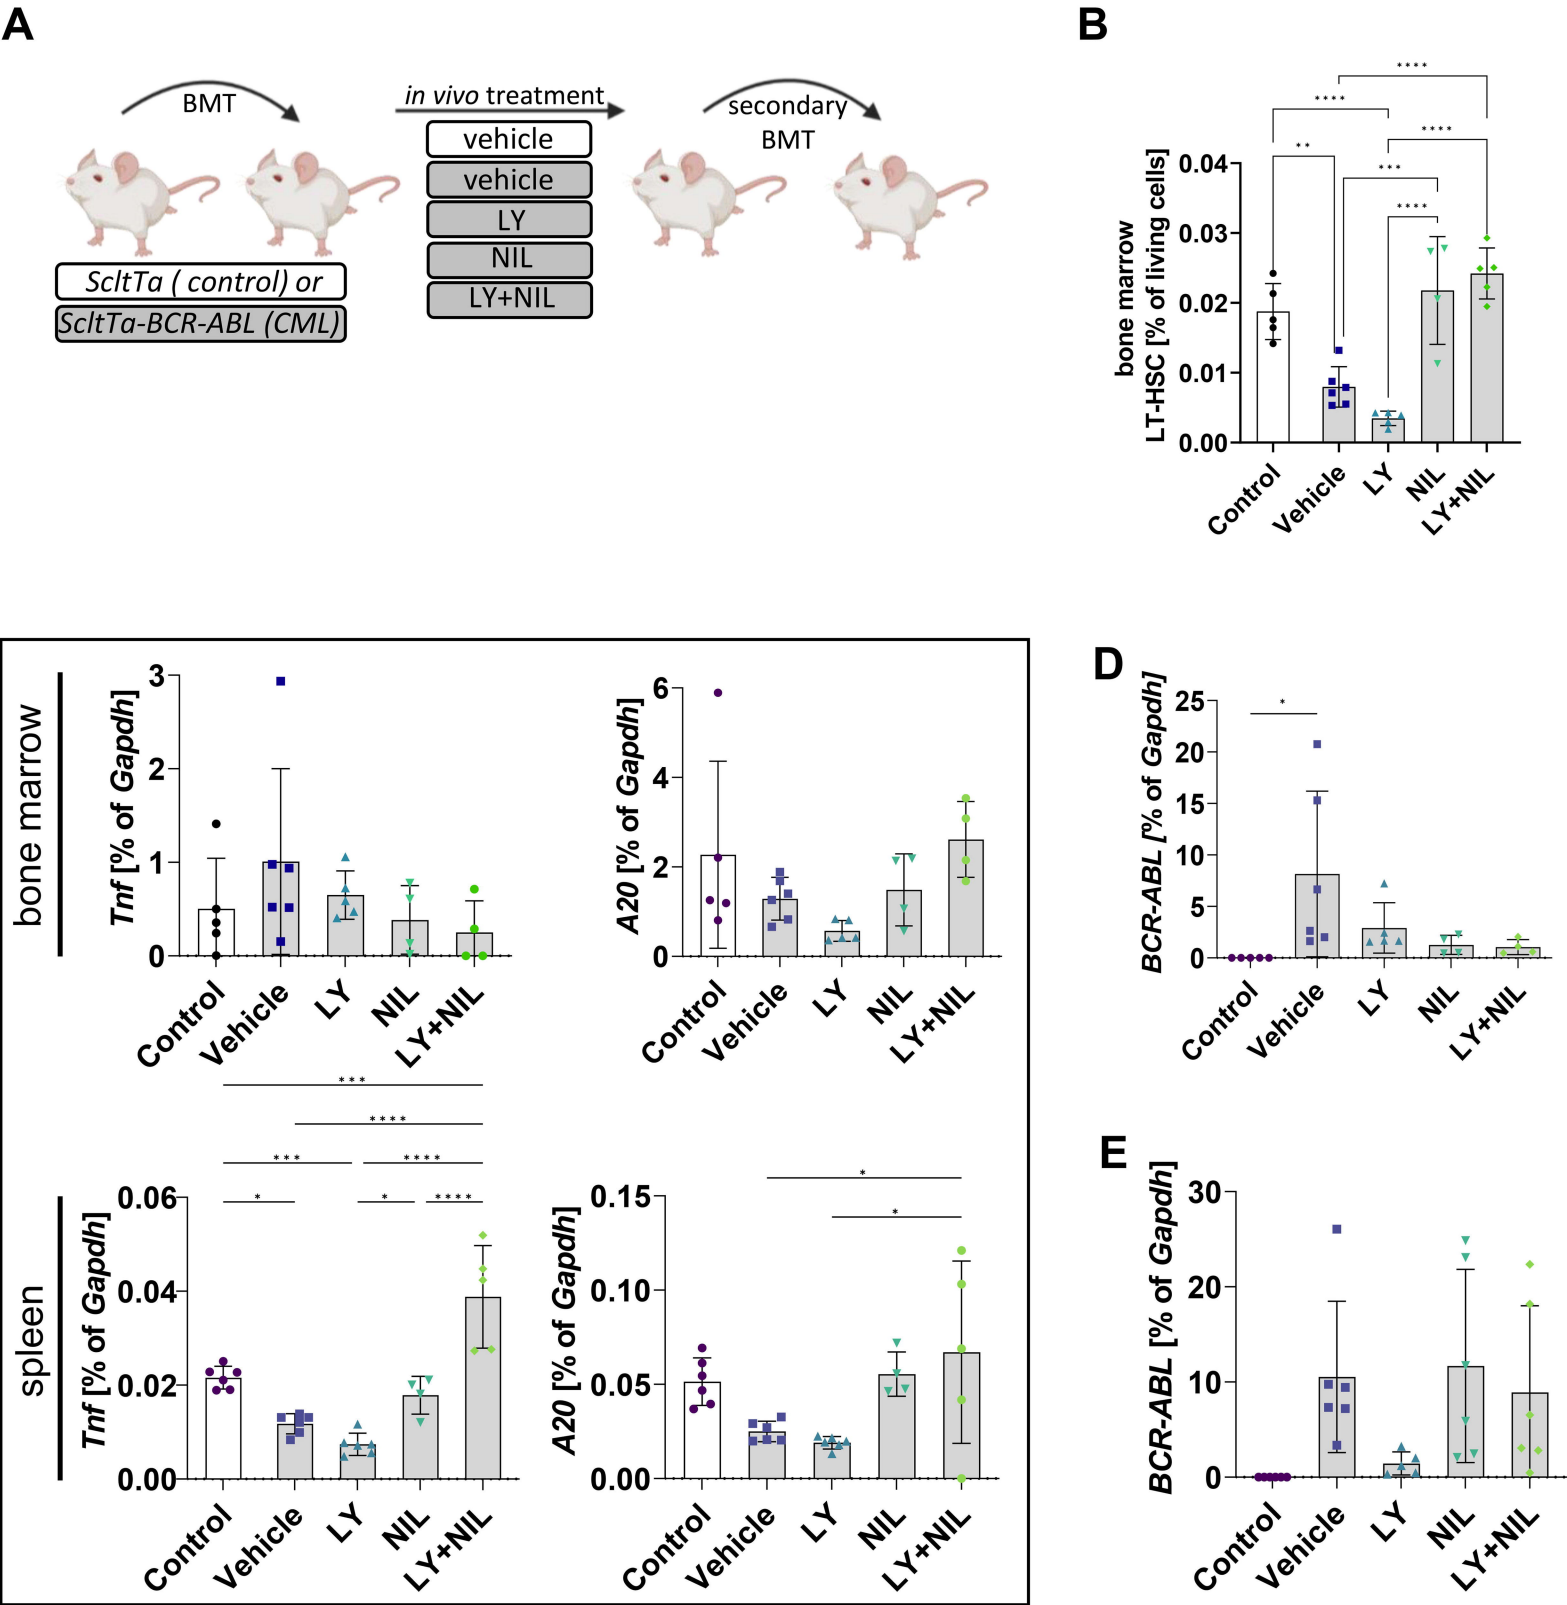 A
BMT
in vivo treatment
secondary
BMT
vehicle
vehicle
LY
NIL
LY+NIL
ScltTa ( control) or
ScltTa-BCR-ABL (CML)
B
****
****
****
**
***
****
bone marrow
LT-HSC [% of living cells]
0.04
0.03
0.02
0.01
0.00
Control
Vehicle
LY
NIL
LY+NIL
bone marrow
Tnf [% of Gapdh]
3
2
1
0
Control
Vehicle
LY
NIL
LY+NIL
A20 [% of Gapdh]
6
4
2
0
Control
Vehicle
LY
NIL
LY+NIL
D
BCR-ABL [% of Gapdh]
25
20
15
10
5
0
*
Control
Vehicle
LY
NIL
LY+NIL
spleen
***
****
***
****
*
*
****
Tnf [% of Gapdh]
0.06
0.04
0.02
0.00
Control
Vehicle
LY
NIL
LY+NIL
*
*
A20 [% of Gapdh]
0.15
0.10
0.05
0.00
Control
Vehicle
LY
NIL
LY+NIL
E
BCR-ABL [% of Gapdh]
30
20
10
0
Control
Vehicle
LY
NIL
LY+NIL